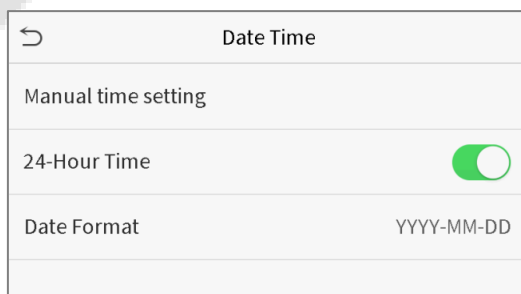 Date Time
Manual time setting
24-Hour Time
Date Format YYYY-MM-DD